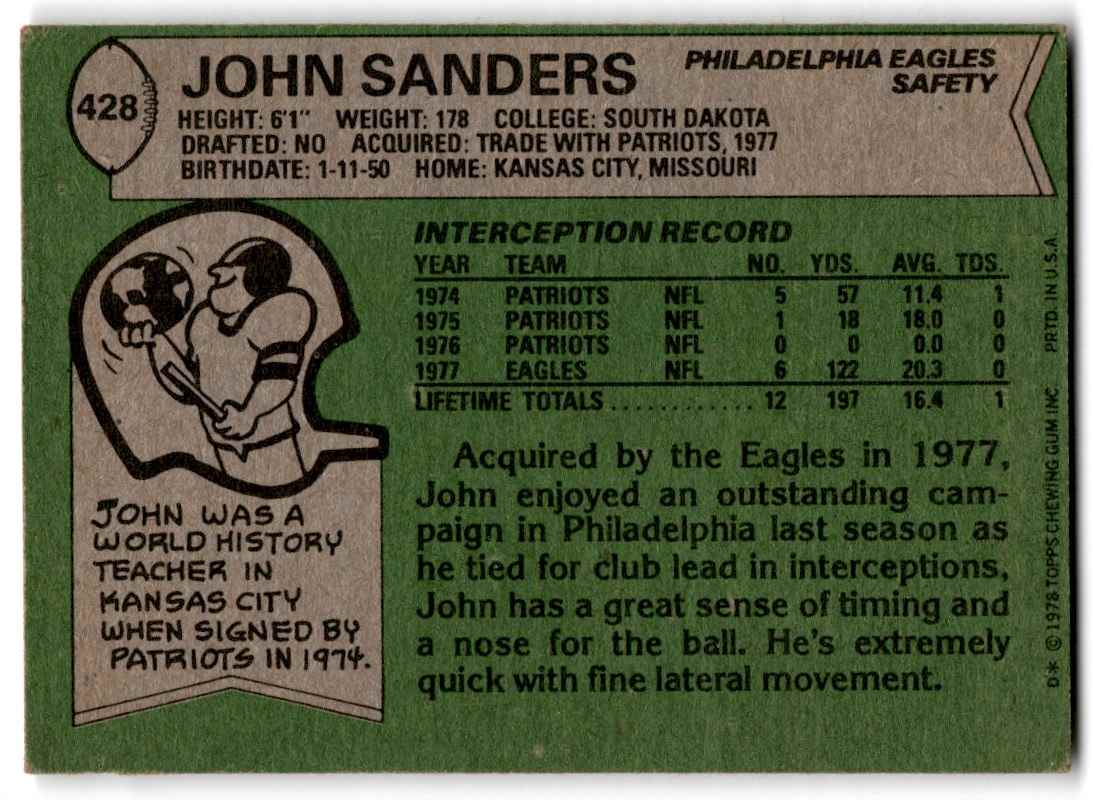 428
JOHN SANDERS
PHILADELPHIA EAGLES
SAFETY
HEIGHT: 6'1" WEIGHT: 178 COLLEGE: SOUTH DAKOTA
DRAFTED: NO ACQUIRED: TRADE WITH PATRIOTS, 1977
BIRTHDATE: 1-11-50 HOME: KANSAS CITY, MISSOURI
INTERCEPTION RECORD
YEAR TEAM NO. YDS. AVG. TDS.
1974 PATRIOTS NFL 5 57 11.4 1
1975 PATRIOTS NFL 1 18 18.0 0
1976 PATRIOTS NFL 0 0 0.0 0
1977 EAGLES NFL 6 122 20.3 0
LIFETIME TOTALS ............ 12 197 16.4 1
JOHN WAS A
WORLD HISTORY
TEACHER IN
KANSAS CITY
WHEN SIGNED BY
PATRIOTS IN 1974.
Acquired by the Eagles in 1977,
John enjoyed an outstanding cam-
paign in Philadelphia last season as
he tied for club lead in interceptions,
John has a great sense of timing and
a nose for the ball. He's extremely
quick with fine lateral movement.
D* ©1978 TOPPS CHEWING GUM INC PRTD. IN U.S.A.